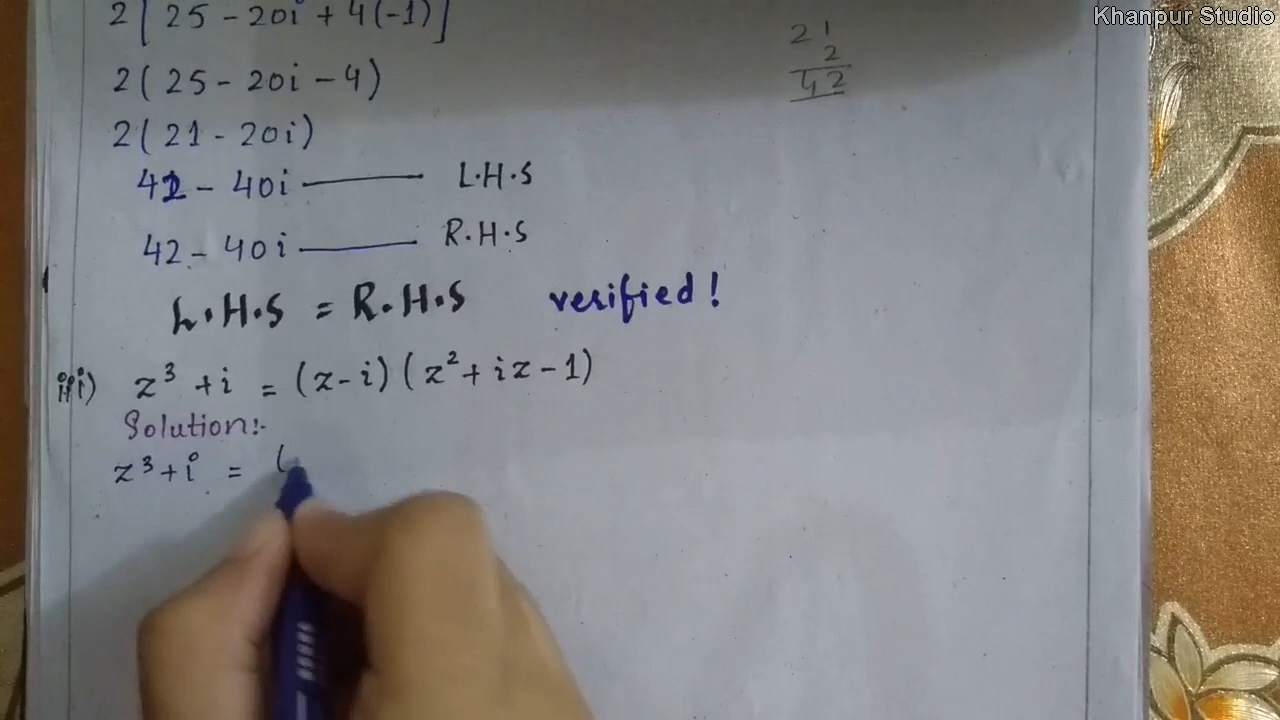 2[25 - 20i + 4(-1)]
Khanpur Studio
21
2
42
2(25 - 20i - 4)
2(21 - 20i)
42 - 40i ——— L.H.S
42 - 40i ——— R.H.S
L.H.S = R.H.S verified!
iii) z³ + i = (z - i)(z² + iz - 1)
Solution:-
z³ + i = (